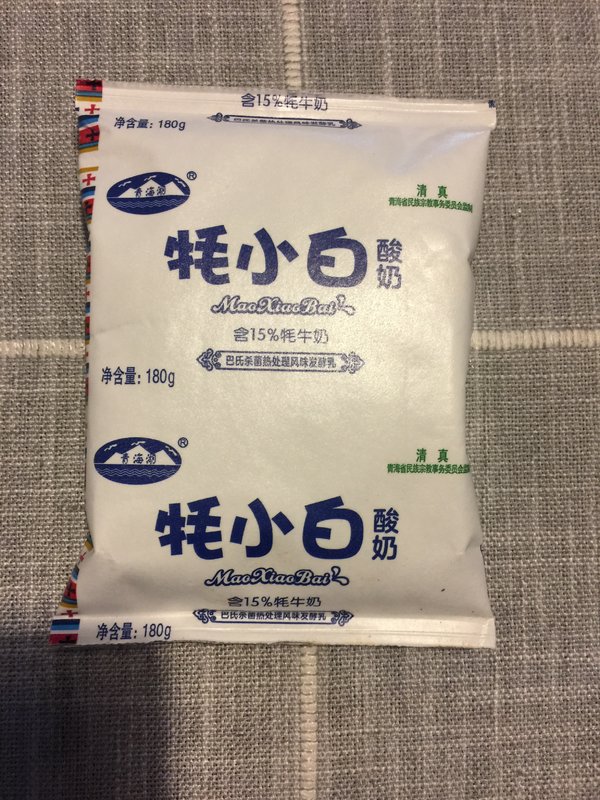 含15%牦牛奶
巴氏杀菌热处理风味发酵乳
净含量：180g
青海湖®
清真
青海省民族宗教事务委员会监制
牦小白酸奶
MaoXiaoBai
含15%牦牛奶
巴氏杀菌热处理风味发酵乳
净含量：180g
青海湖®
清真
青海省民族宗教事务委员会监
牦小白酸奶
MaoXiaoBai
含15%牦牛奶
巴氏杀菌热处理风味发酵乳
净含量：180g